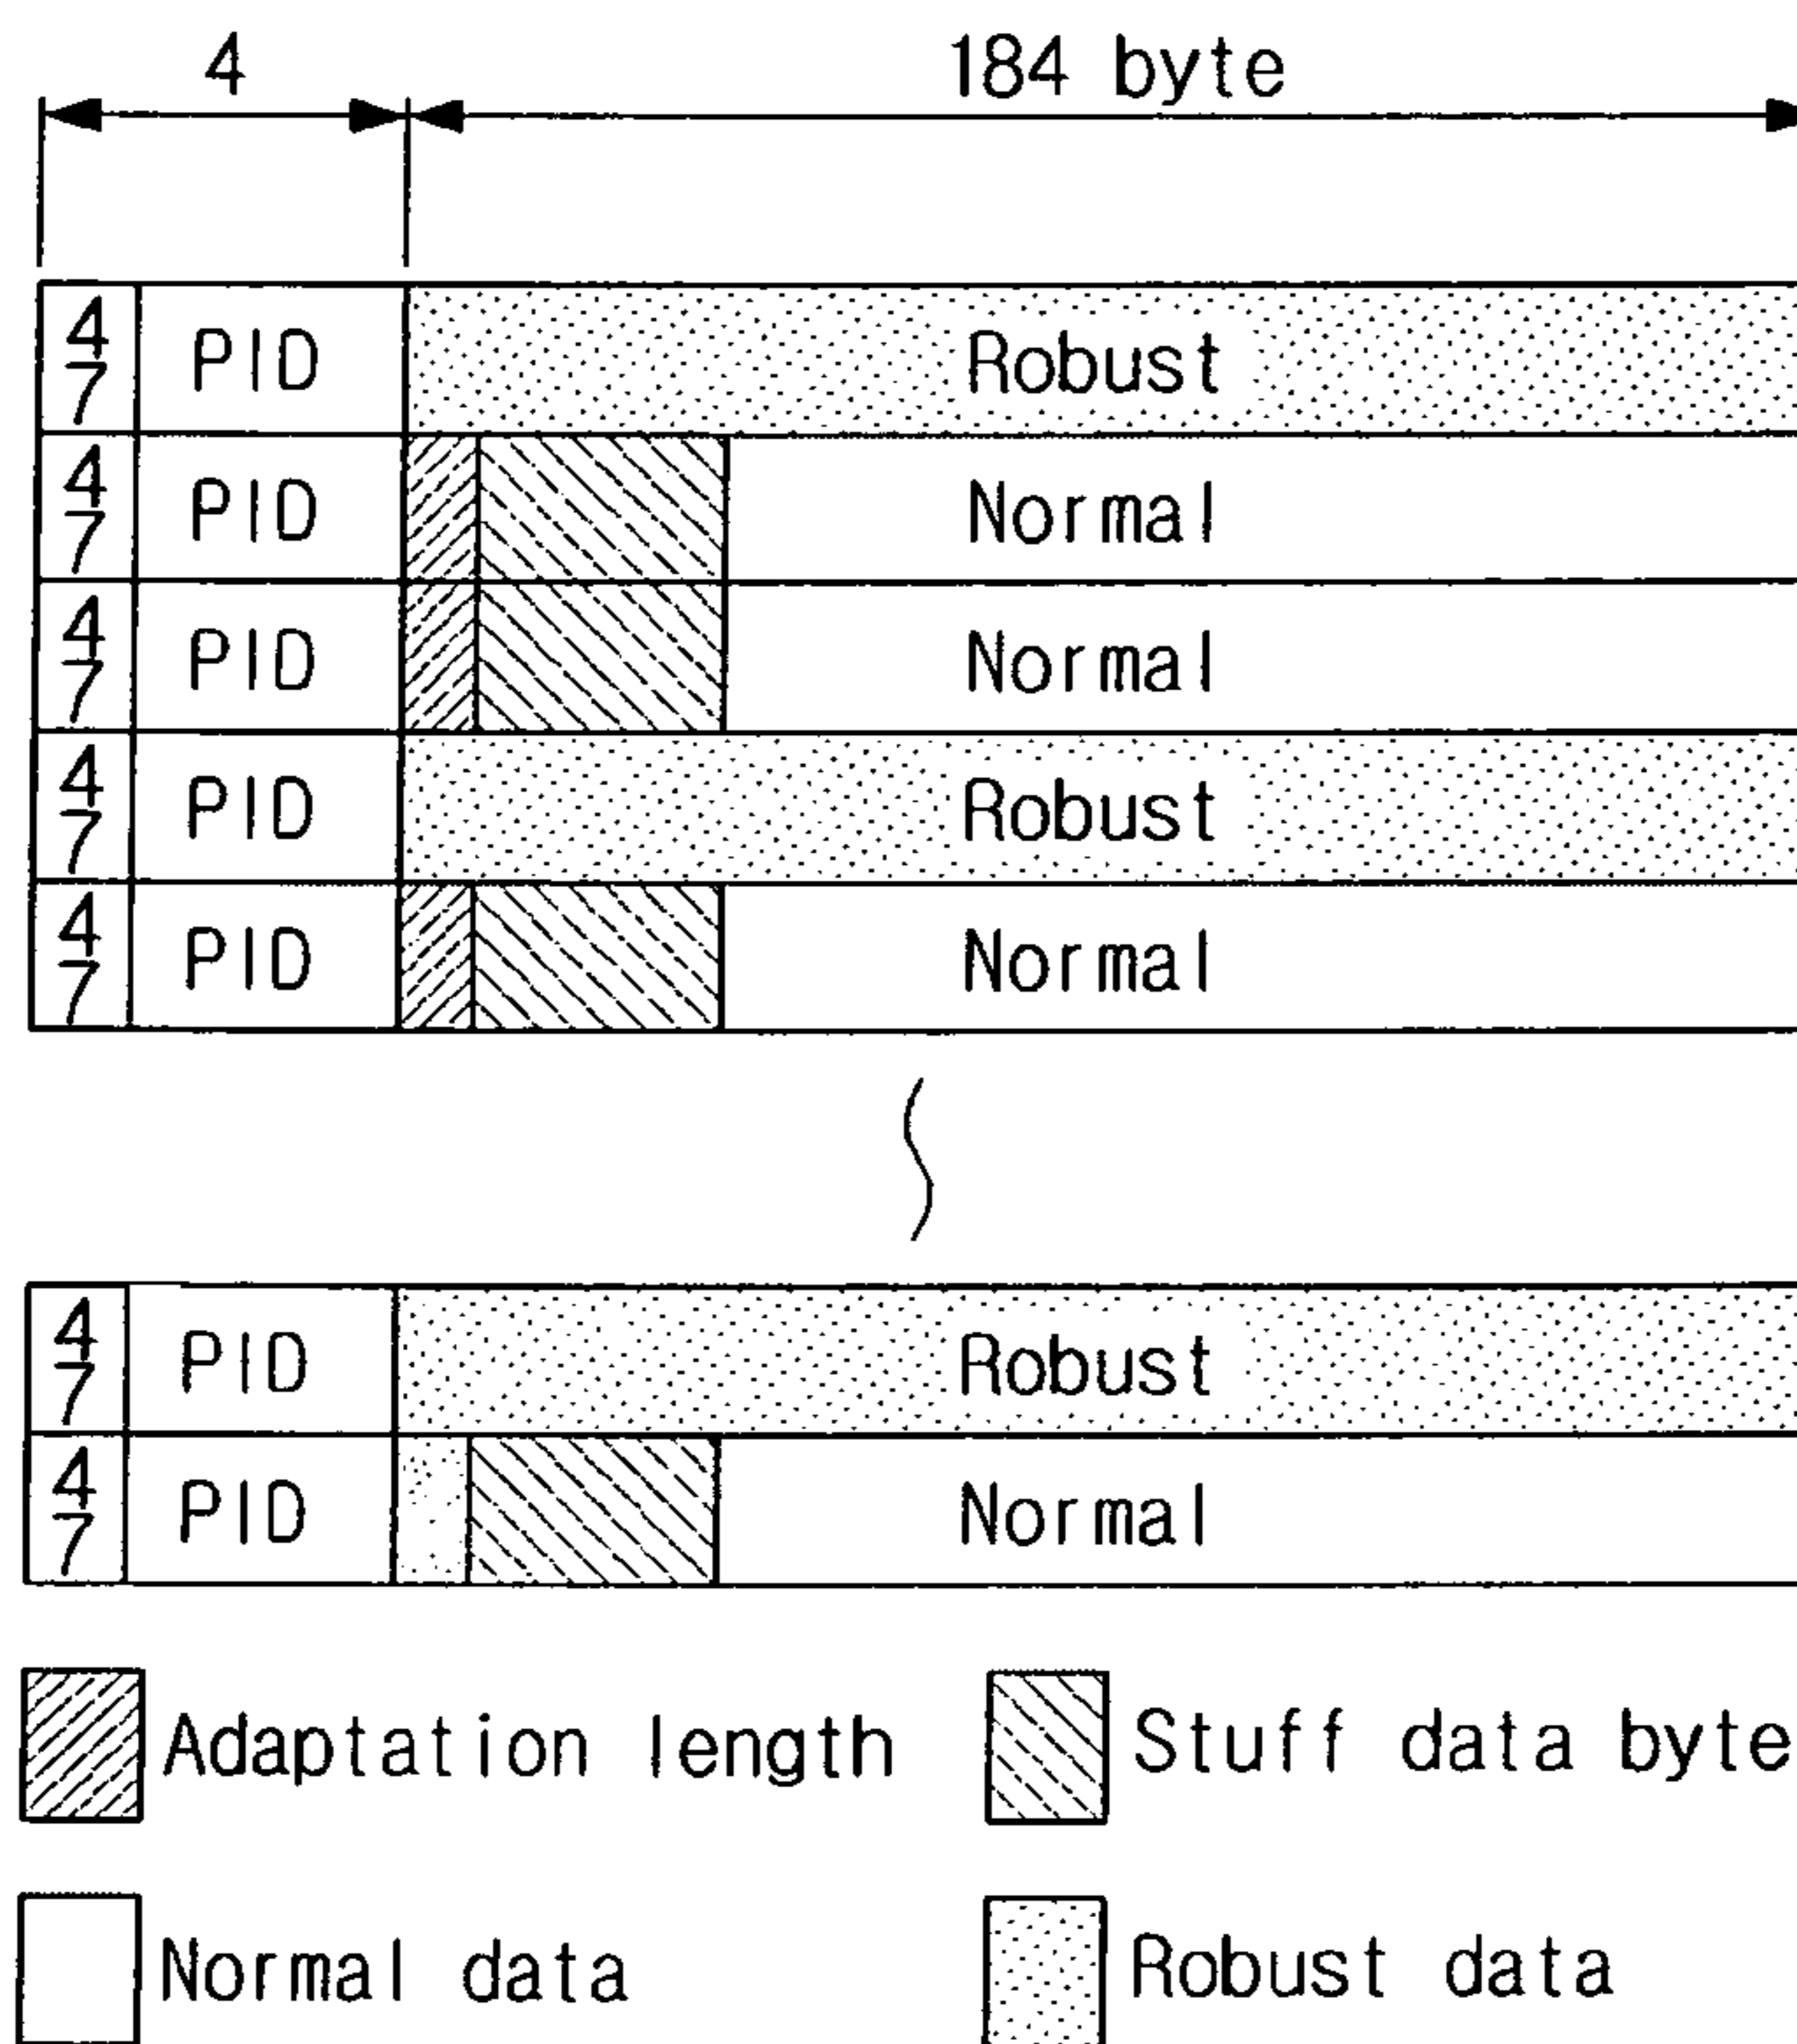 4 184 byte
47 PID Robust
47 PID Normal
47 PID Normal
47 PID Robust
47 PID Normal
47 PID Robust
47 PID Normal
Adaptation length Stuff data byte
Normal data Robust data